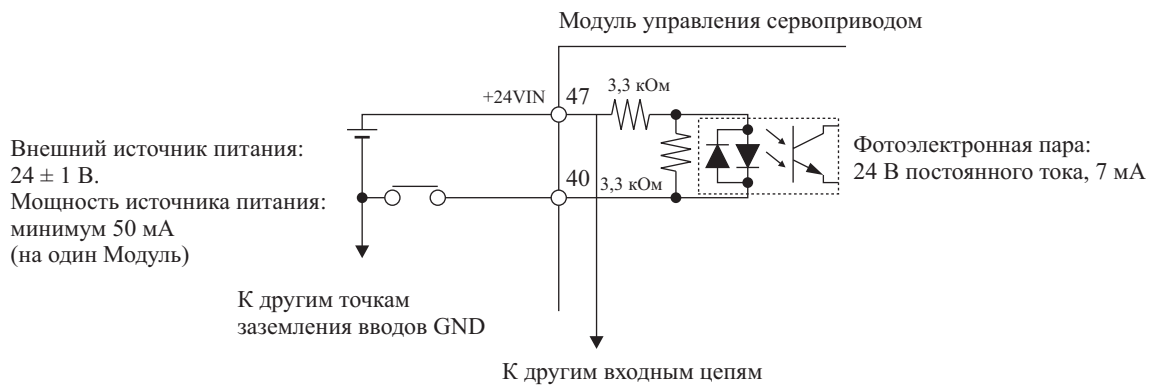 Модуль управления сервоприводом
+24VIN
47
3,3 кОм
Внешний источник питания:
24 ± 1 В.
Мощность источника питания:
минимум 50 мА
(на один Модуль)
40
3,3 кОм
Фотоэлектронная пара:
24 В постоянного тока, 7 мА
К другим точкам
заземления вводов GND
К другим входным цепям